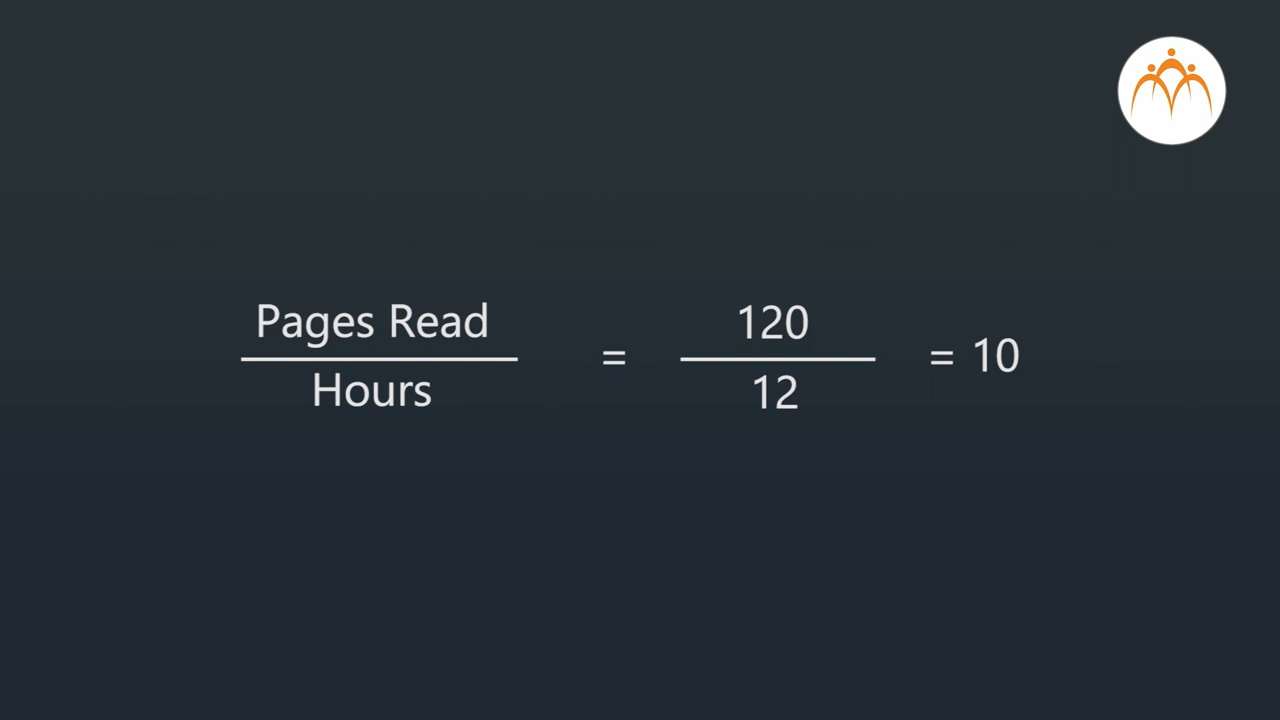 Pages Read
Hours
=
120
12
= 10